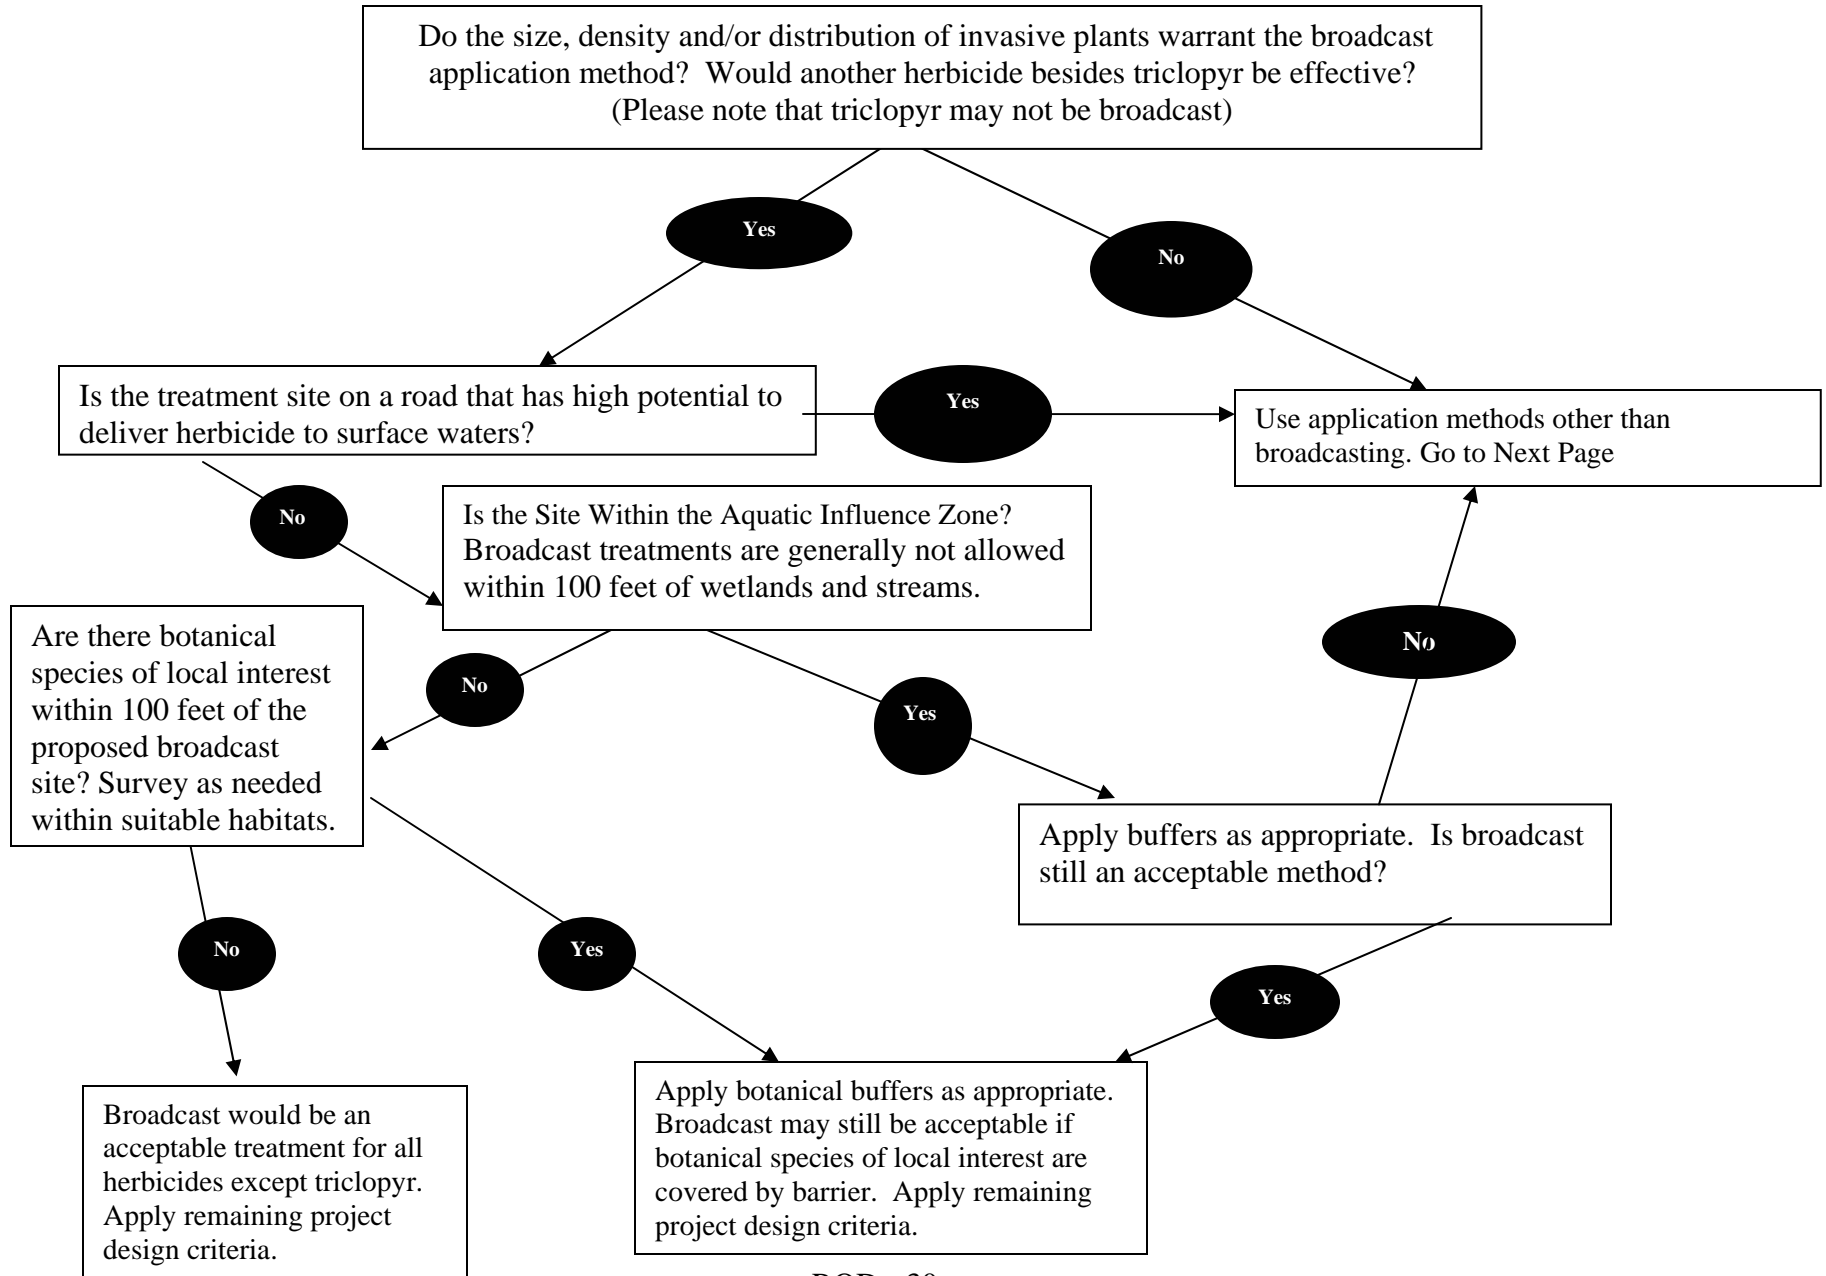 Do the size, density and/or distribution of invasive plants warrant the broadcast
application method?  Would another herbicide besides triclopyr be effective?
(Please note that triclopyr may not be broadcast)
Yes
No
Is the treatment site on a road that has high potential to
deliver herbicide to surface waters?
Yes
Use application methods other than
broadcasting. Go to Next Page
No
Is the Site Within the Aquatic Influence Zone?
Broadcast treatments are generally not allowed
within 100 feet of wetlands and streams.
Are there botanical
species of local interest
within 100 feet of the
proposed broadcast
site? Survey as needed
within suitable habitats.
No
Yes
No
Apply buffers as appropriate.  Is broadcast
still an acceptable method?
No
Yes
Yes
Broadcast would be an
acceptable treatment for all
herbicides except triclopyr.
Apply remaining project
design criteria.
Apply botanical buffers as appropriate.
Broadcast may still be acceptable if
botanical species of local interest are
covered by barrier.  Apply remaining
project design criteria.